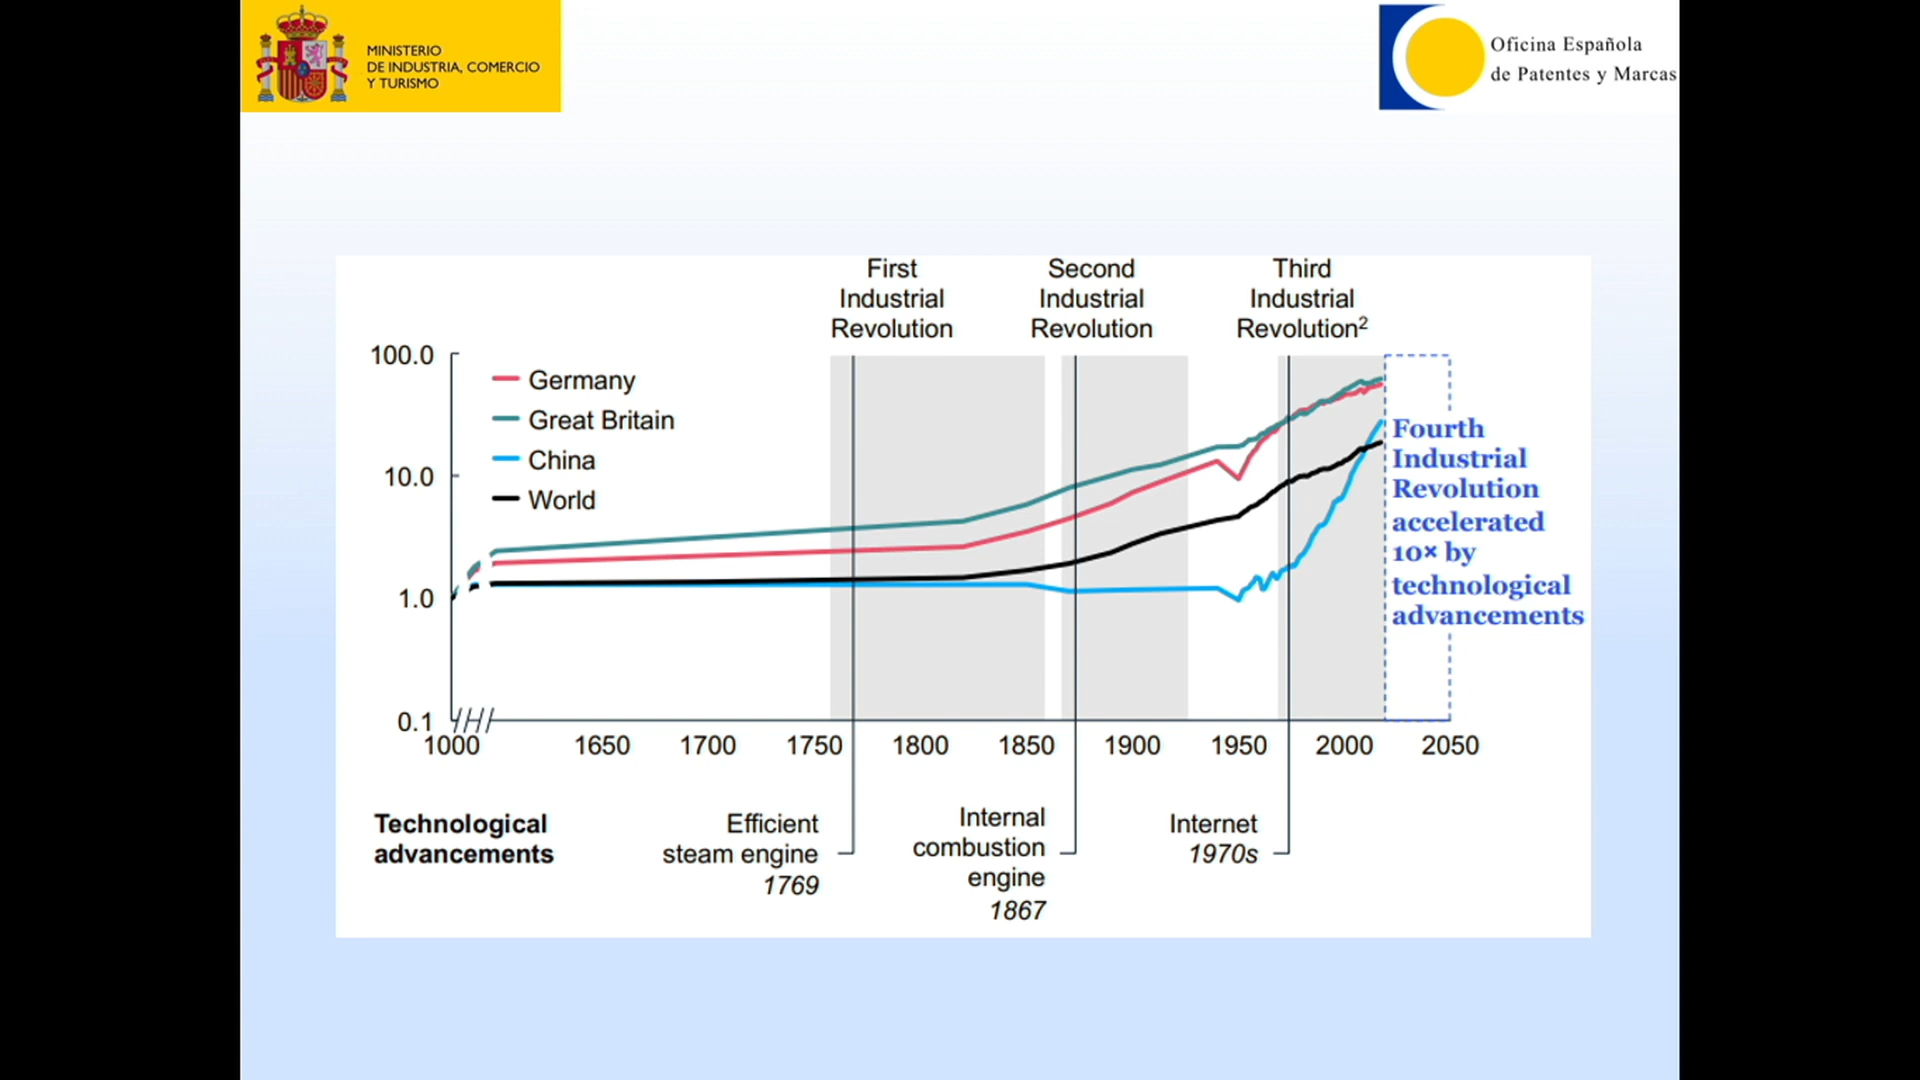 MINISTERIO
DE INDUSTRIA, COMERCIO
Y TURISMO
Oficina Española
de Patentes y Marcas
First
Industrial
Revolution
Second
Industrial
Revolution
Third
Industrial
Revolution²
100.0
10.0
1.0
0.1
Germany
Great Britain
China
World
Fourth
Industrial
Revolution
accelerated
10× by
technological
advancements
1000 1650 1700 1750 1800 1850 1900 1950 2000 2050
Technological
advancements
Efficient
steam engine
1769
Internal
combustion
engine
1867
Internet
1970s